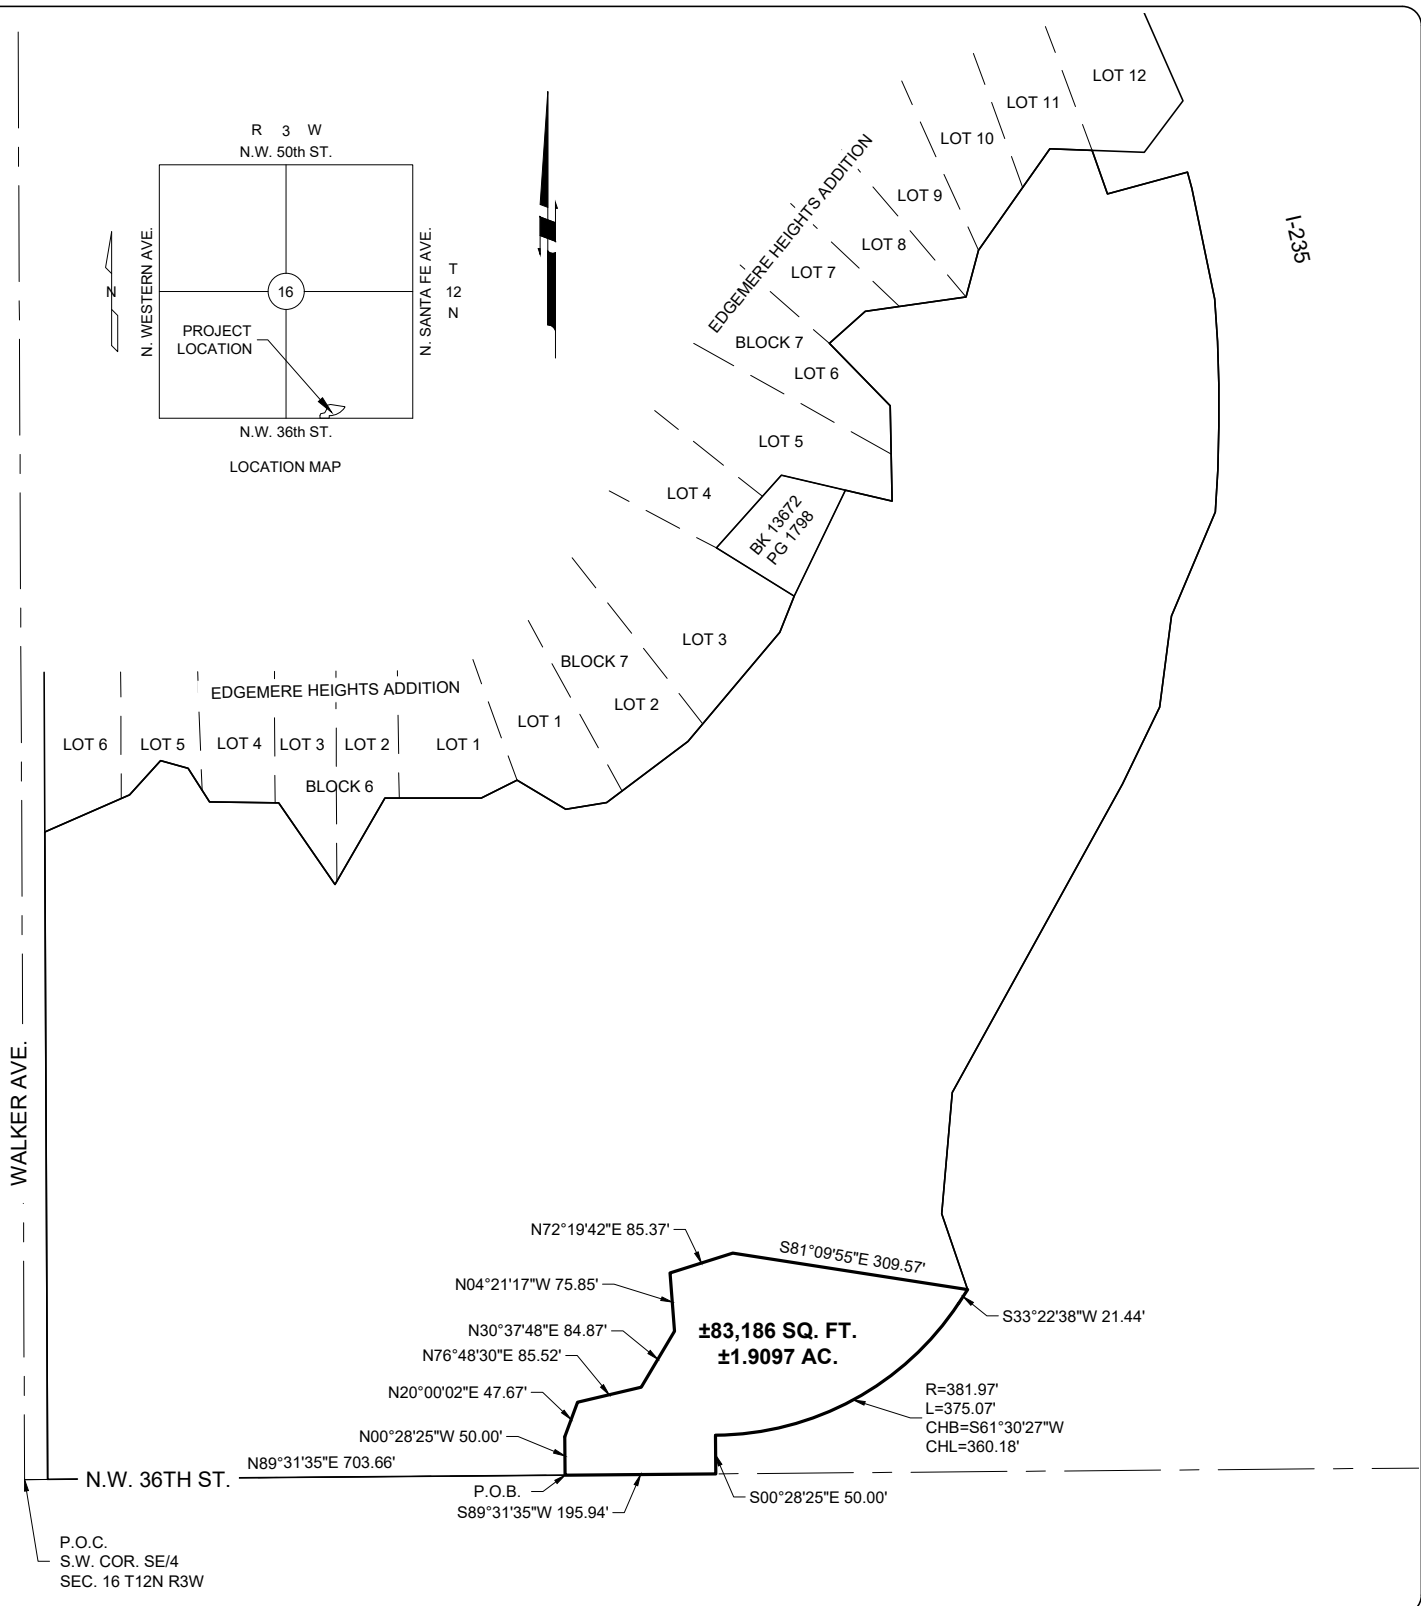 R 3 W
N.W. 50th ST.
N. WESTERN AVE.
N
16
N. SANTA FE AVE.
T
12
N
PROJECT
LOCATION
N.W. 36th ST.
LOCATION MAP
LOT 12
LOT 11
LOT 10
LOT 9
LOT 8
LOT 7
EDGEMERE HEIGHTS ADDITION
BLOCK 7
LOT 6
LOT 5
LOT 4
BK 13672
PG 1798
I-235
LOT 3
BLOCK 7
LOT 2
LOT 1
EDGEMERE HEIGHTS ADDITION
LOT 6
LOT 5
LOT 4
LOT 3
LOT 2
LOT 1
BLOCK 6
WALKER AVE.
N72°19'42"E 85.37'
S81°09'55"E 309.57'
N04°21'17"W 75.85'
S33°22'38"W 21.44'
N30°37'48"E 84.87'
±83,186 SQ. FT.
±1.9097 AC.
N76°48'30"E 85.52'
N20°00'02"E 47.67'
R=381.97'
L=375.07'
CHB=S61°30'27"W
CHL=360.18'
N00°28'25"W 50.00'
N89°31'35"E 703.66'
N.W. 36TH ST.
P.O.B.
S89°31'35"W 195.94'
S00°28'25"E 50.00'
P.O.C.
S.W. COR. SE/4
SEC. 16 T12N R3W